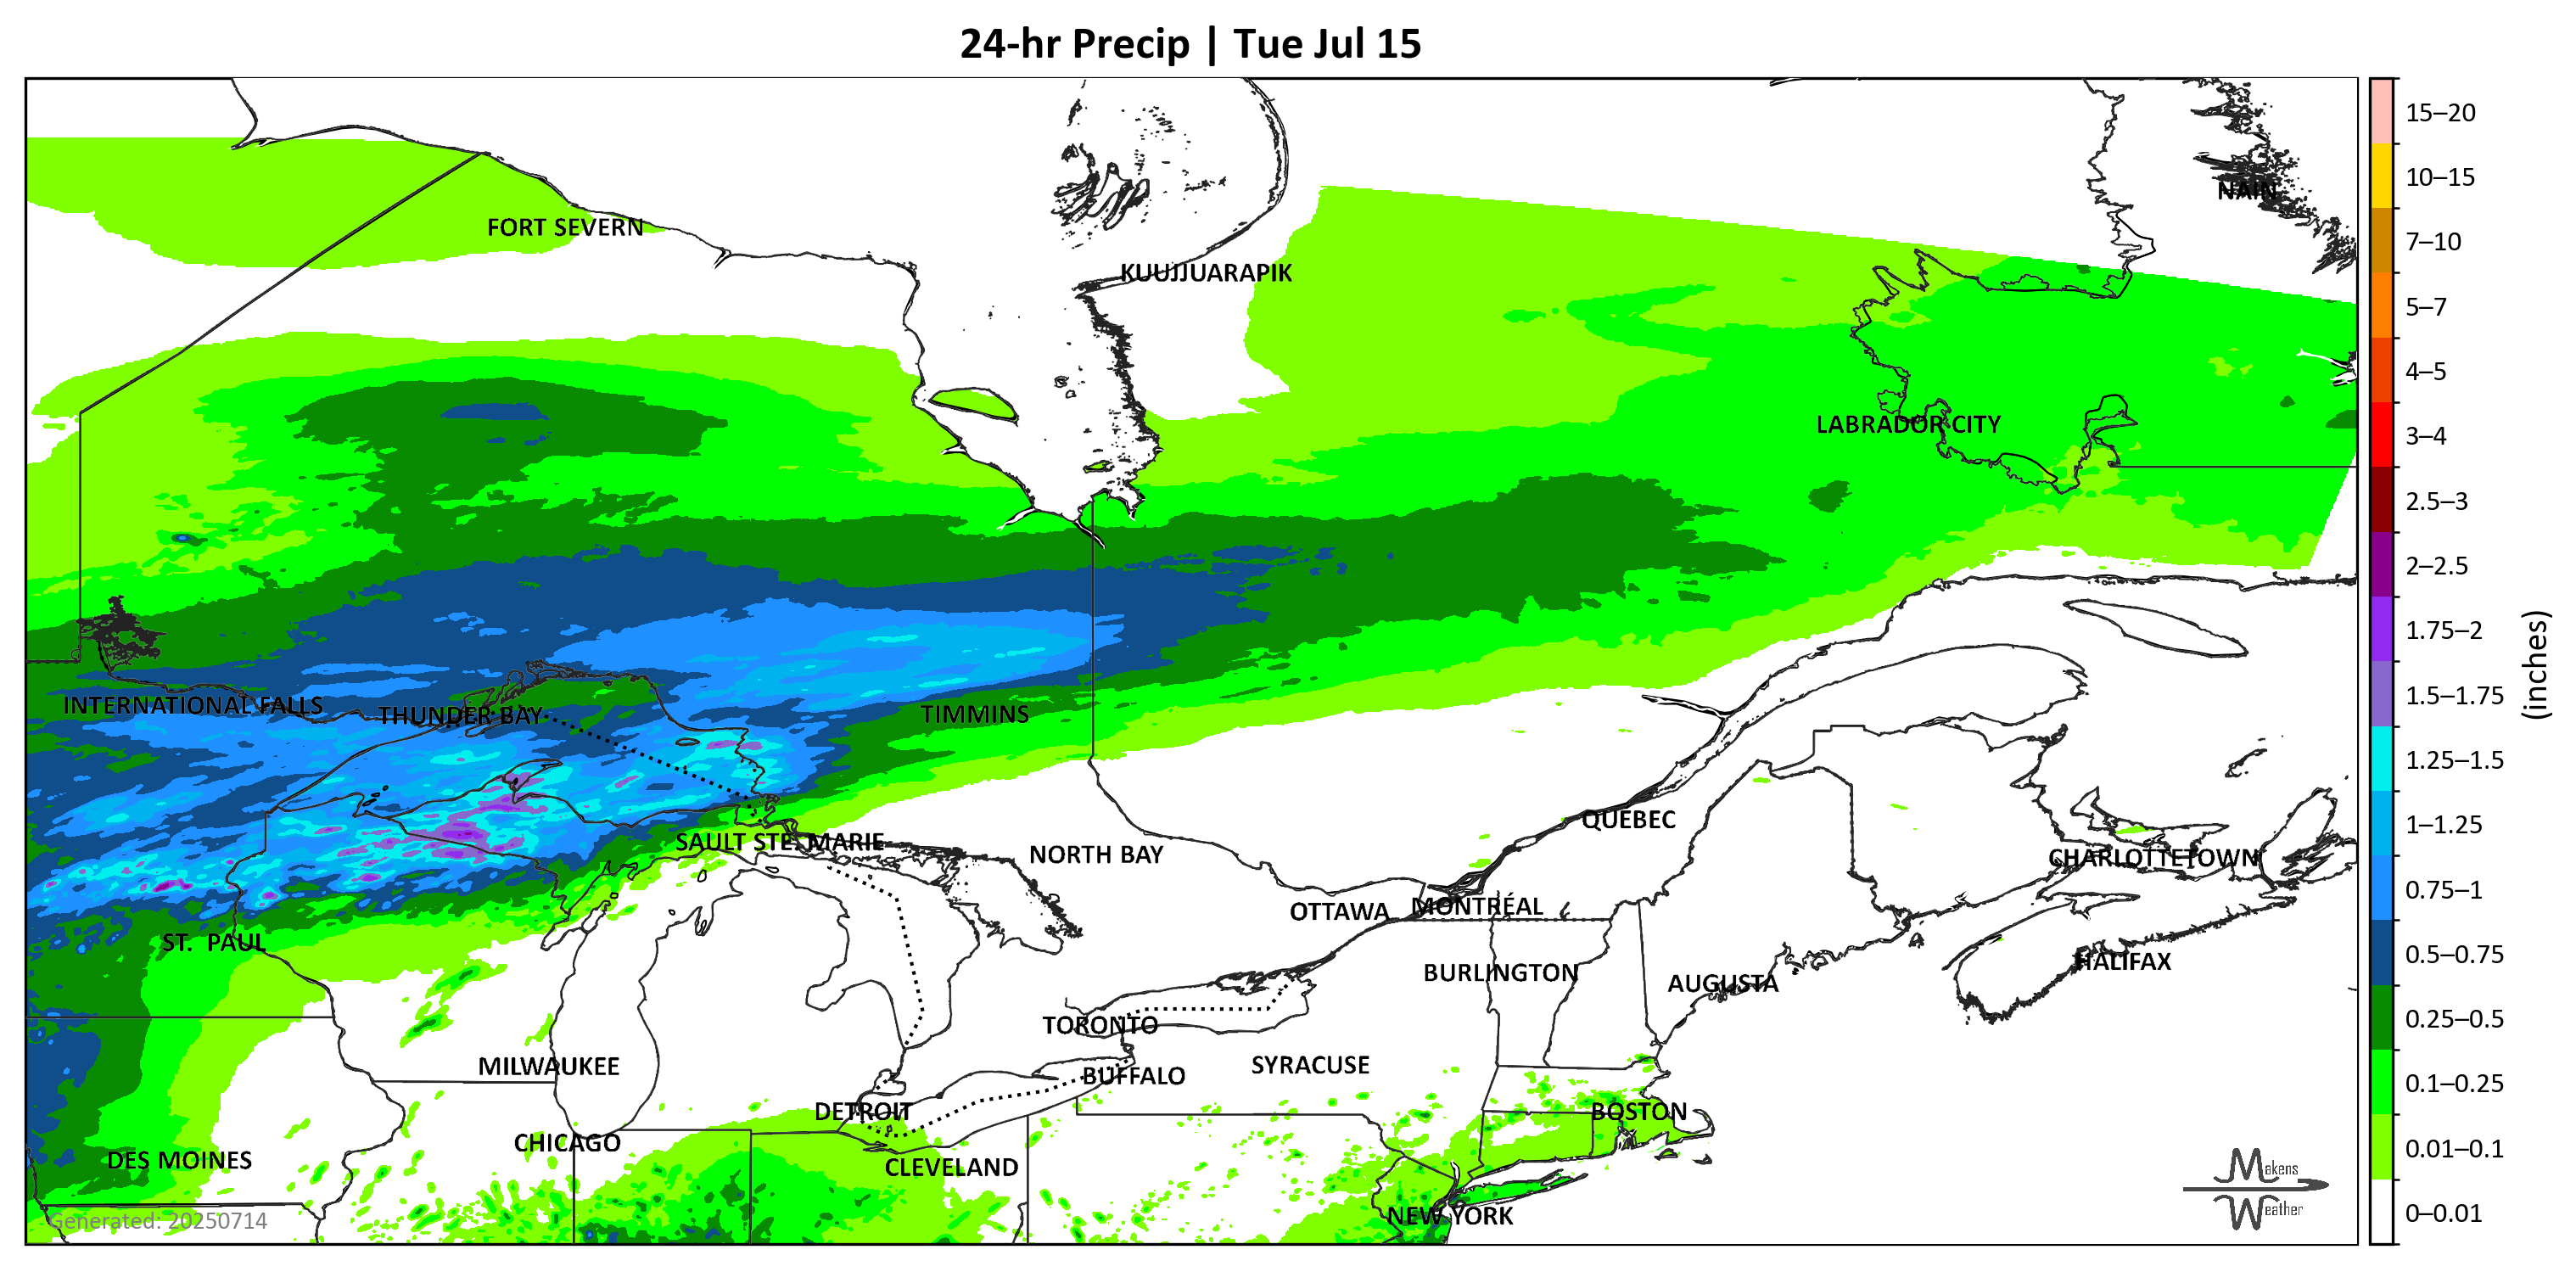 24-hr Precip | Tue Jul 15
NAIN
FORT SEVERN
KUUJJUARAPIK
LABRADOR CITY
INTERNATIONAL FALLS
THUNDER BAY
TIMMINS
SAULT STE. MARIE
NORTH BAY
QUEBEC
CHARLOTTETOWN
OTTAWA
MONTRÉAL
ST. PAUL
HALIFAX
BURLINGTON
AUGUSTA
TORONTO
MILWAUKEE
BUFFALO
SYRACUSE
DETROIT
BOSTON
CHICAGO
DES MOINES
CLEVELAND
NEW YORK
Generated: 20250714
Makens
Weather
15–20
10–15
7–10
5–7
4–5
3–4
2.5–3
2–2.5
1.75–2
1.5–1.75
1.25–1.5
1–1.25
0.75–1
0.5–0.75
0.25–0.5
0.1–0.25
0.01–0.1
0–0.01
(inches)